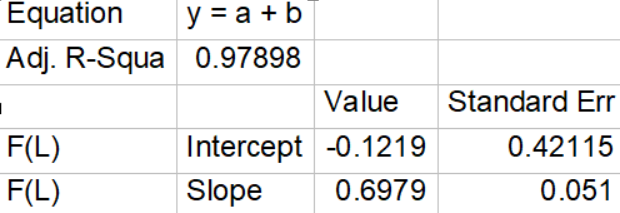 Equation y = a + b
Adj. R-Squa 0.97898
Value Standard Err
F(L) Intercept -0.1219 0.42115
F(L) Slope 0.6979 0.051